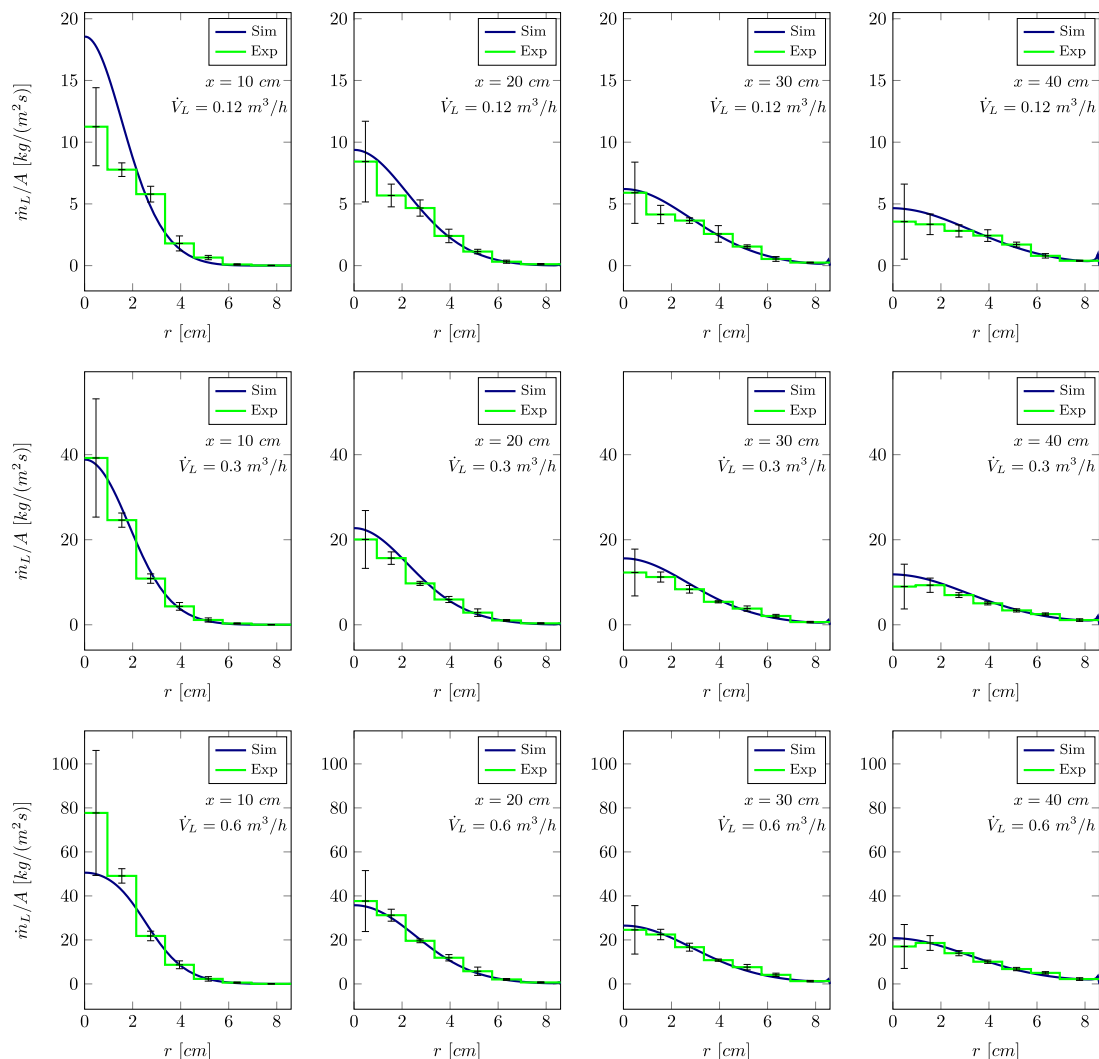 20
15
10
5
0
ṁ_L/A [kg/(m²s)]
0 2 4 6 8
r [cm]
Sim
Exp
x = 10 cm
V̇_L = 0.12 m³/h
20
15
10
5
0
0 2 4 6 8
r [cm]
Sim
Exp
x = 20 cm
V̇_L = 0.12 m³/h
20
15
10
5
0
0 2 4 6 8
r [cm]
Sim
Exp
x = 30 cm
V̇_L = 0.12 m³/h
20
15
10
5
0
0 2 4 6 8
r [cm]
Sim
Exp
x = 40 cm
V̇_L = 0.12 m³/h
40
20
0
ṁ_L/A [kg/(m²s)]
0 2 4 6 8
r [cm]
Sim
Exp
x = 10 cm
V̇_L = 0.3 m³/h
40
20
0
0 2 4 6 8
r [cm]
Sim
Exp
x = 20 cm
V̇_L = 0.3 m³/h
40
20
0
0 2 4 6 8
r [cm]
Sim
Exp
x = 30 cm
V̇_L = 0.3 m³/h
40
20
0
0 2 4 6 8
r [cm]
Sim
Exp
x = 40 cm
V̇_L = 0.3 m³/h
100
80
60
40
20
0
ṁ_L/A [kg/(m²s)]
0 2 4 6 8
r [cm]
Sim
Exp
x = 10 cm
V̇_L = 0.6 m³/h
100
80
60
40
20
0
0 2 4 6 8
r [cm]
Sim
Exp
x = 20 cm
V̇_L = 0.6 m³/h
100
80
60
40
20
0
0 2 4 6 8
r [cm]
Sim
Exp
x = 30 cm
V̇_L = 0.6 m³/h
100
80
60
40
20
0
0 2 4 6 8
r [cm]
Sim
Exp
x = 40 cm
V̇_L = 0.6 m³/h